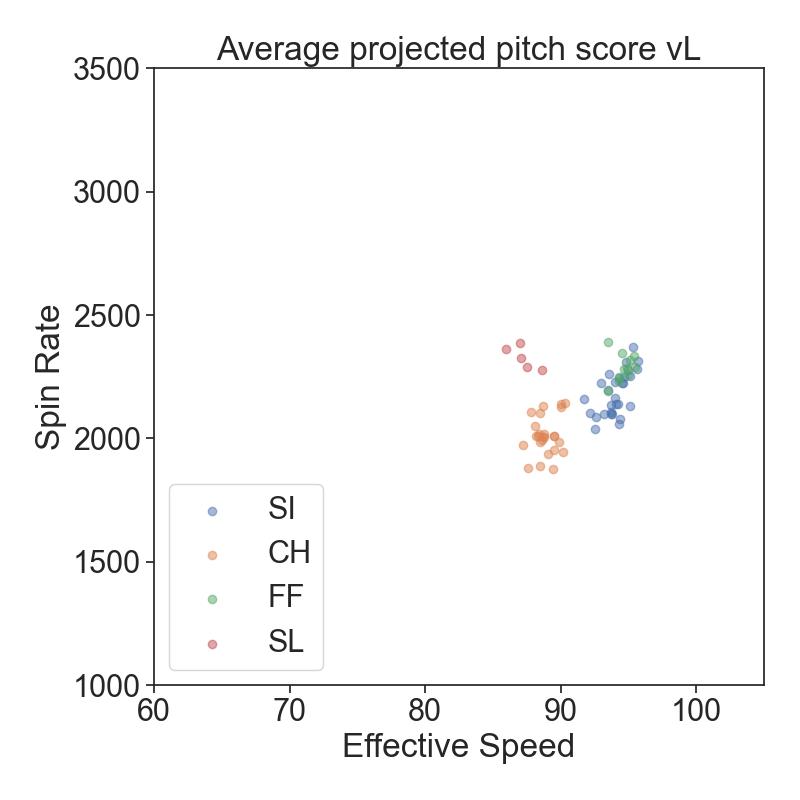 Average projected pitch score vL
3500
3000
2500
2000
1500
1000
Spin Rate
SI
CH
FF
SL
60
70
80
90
100
Effective Speed